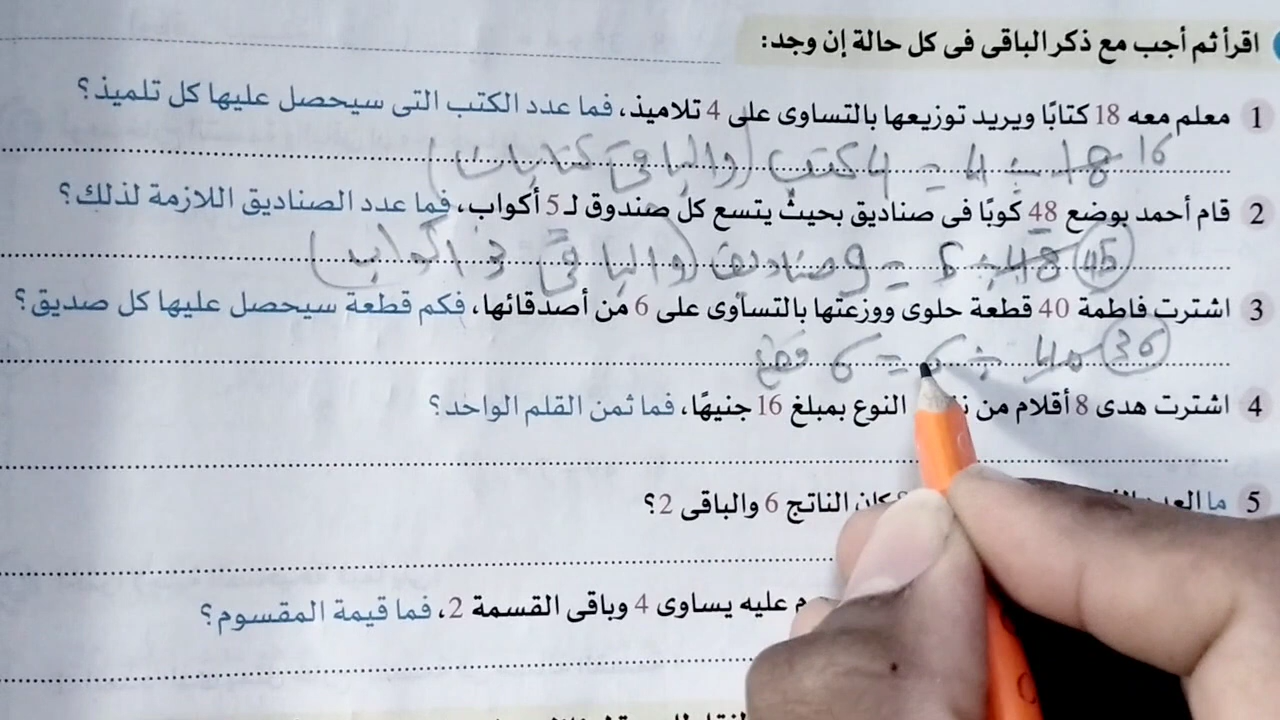 اقرأ ثم أجب مع ذكر الباقى فى كل حالة إن وجد:
1 معلم معه 18 كتابًا ويريد توزيعها بالتساوى على 4 تلاميذ، فما عدد الكتب التى سيحصل عليها كل تلميذ؟
16 18 ÷ 4 = 4 كتب (والباقى كتابان)
2 قام أحمد بوضع 48 كوبًا فى صناديق بحيث يتسع كل صندوق لـ 5 أكواب، فما عدد الصناديق اللازمة لذلك؟
45 48 ÷ 5 = 9 صناديق (والباقى 3 أكواب)
3 اشترت فاطمة 40 قطعة حلوى ووزعتها بالتساوى على 6 من أصدقائها، فكم قطعة سيحصل عليها كل صديق؟
36 40 ÷ 6 = 6 قطع
4 اشترت هدى 8 أقلام من النوع بمبلغ 16 جنيهًا، فما ثمن القلم الواحد؟
5 ما العدد كان الناتج 6 والباقى 2؟
عليه يساوى 4 وباقى القسمة 2، فما قيمة المقسوم؟